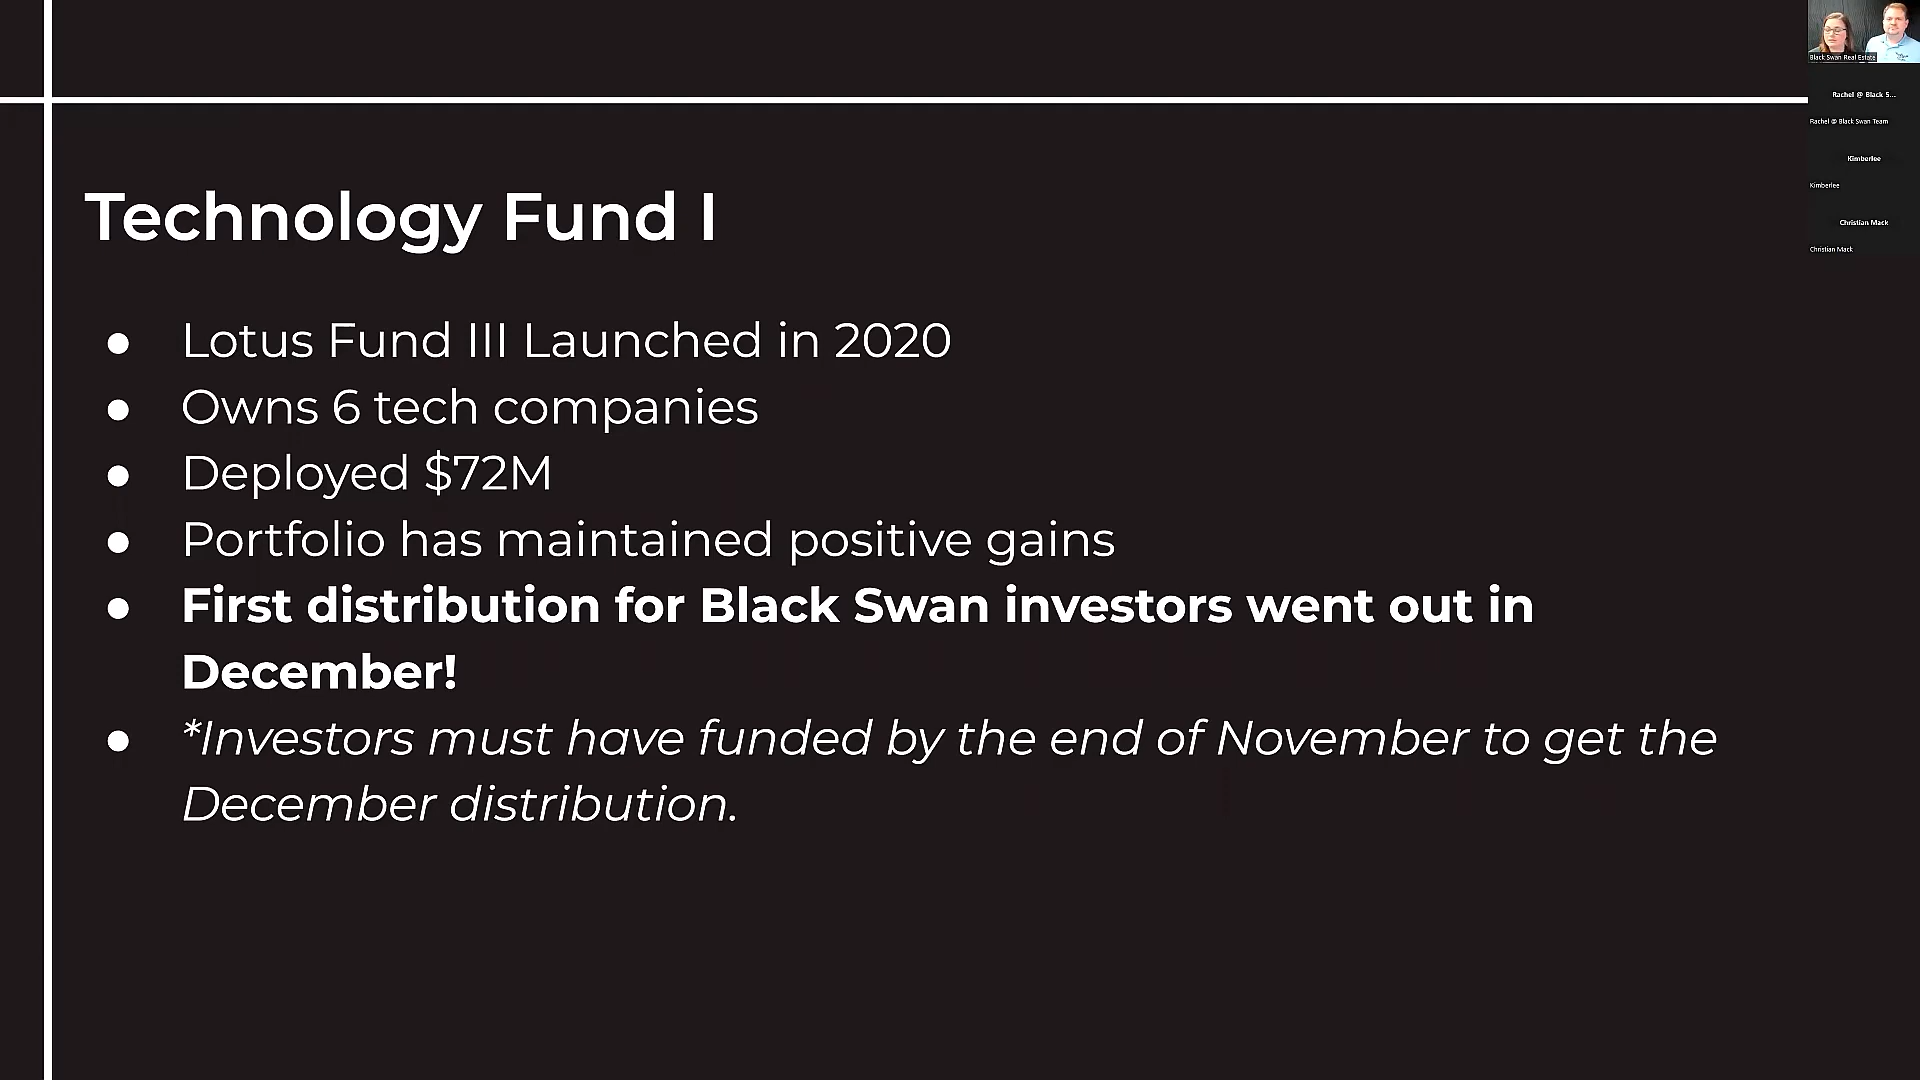 Technology Fund I
● Lotus Fund III Launched in 2020
● Owns 6 tech companies
● Deployed $72M
● Portfolio has maintained positive gains
● First distribution for Black Swan investors went out in
December!
● *Investors must have funded by the end of November to get the
December distribution.
Black Swan Real Estate
Rachel @ Black S...
Rachel @ Black Swan Team
Kimberlee
Kimberlee
Christian Mack
Christian Mack